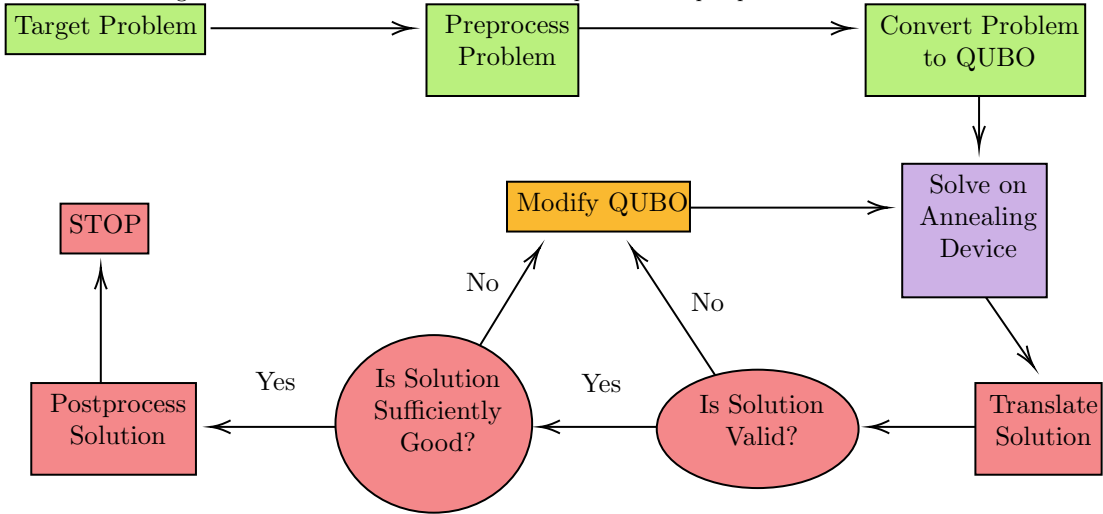 Target Problem
Preprocess
Problem
Convert Problem
to QUBO
Modify QUBO
Solve on
Annealing
Device
STOP
No
No
Yes
Is Solution
Sufficiently
Good?
Yes
Is Solution
Valid?
Postprocess
Solution
Translate
Solution